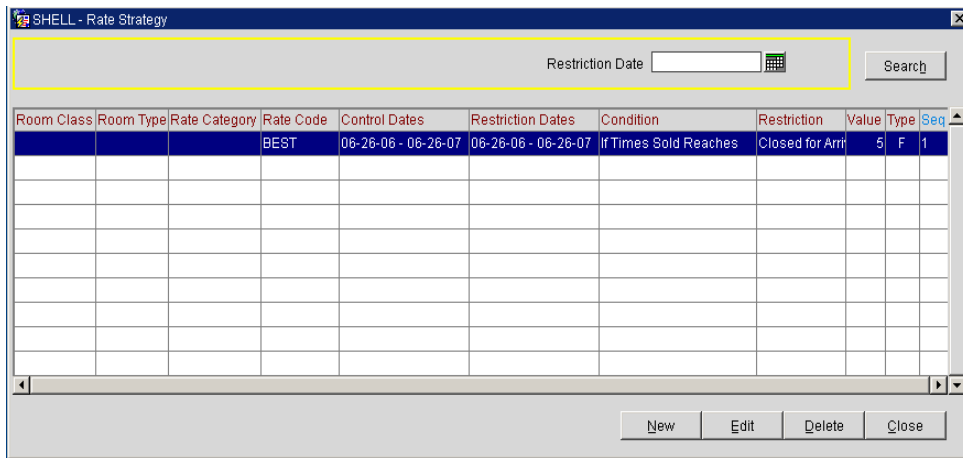 SHELL - Rate Strategy
Restriction Date
Search
Room Class Room Type Rate Category Rate Code Control Dates Restriction Dates Condition Restriction Value Type Seq
BEST 06-26-06 - 06-26-07 06-26-06 - 06-26-07 If Times Sold Reaches Closed for Arri 5 F 1
New Edit Delete Close